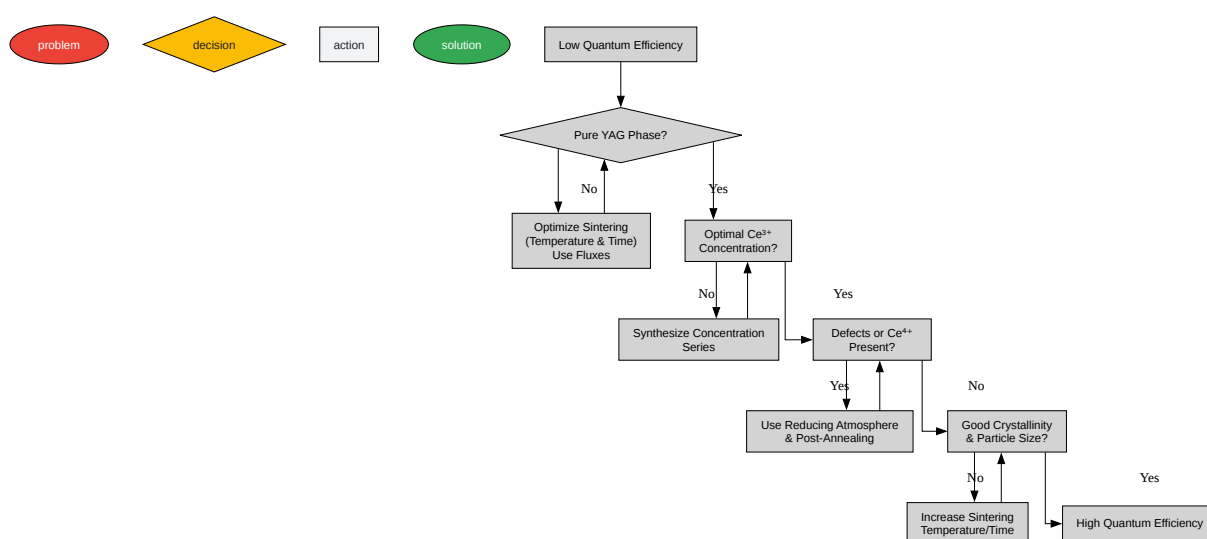 problem
decision
action
solution
Low Quantum Efficiency
Pure YAG Phase?
No
Yes
Optimize Sintering
(Temperature & Time)
Use Fluxes
Optimal Ce³⁺
Concentration?
No
Yes
Synthesize Concentration
Series
Defects or Ce⁴⁺
Present?
Yes
No
Use Reducing Atmosphere
& Post-Annealing
Good Crystallinity
& Particle Size?
No
Yes
Increase Sintering
Temperature/Time
High Quantum Efficiency